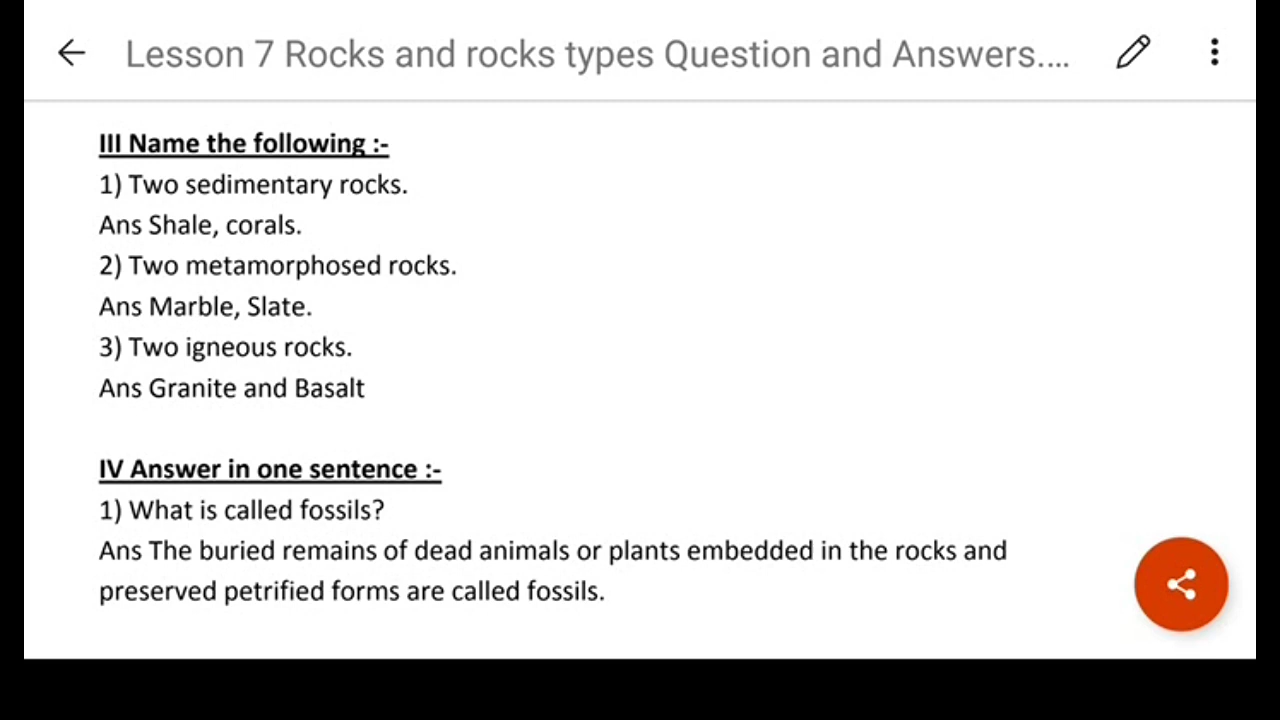 Lesson 7 Rocks and rocks types Question and Answers....
III Name the following :-
1) Two sedimentary rocks.
Ans Shale, corals.
2) Two metamorphosed rocks.
Ans Marble, Slate.
3) Two igneous rocks.
Ans Granite and Basalt
IV Answer in one sentence :-
1) What is called fossils?
Ans The buried remains of dead animals or plants embedded in the rocks and
preserved petrified forms are called fossils.